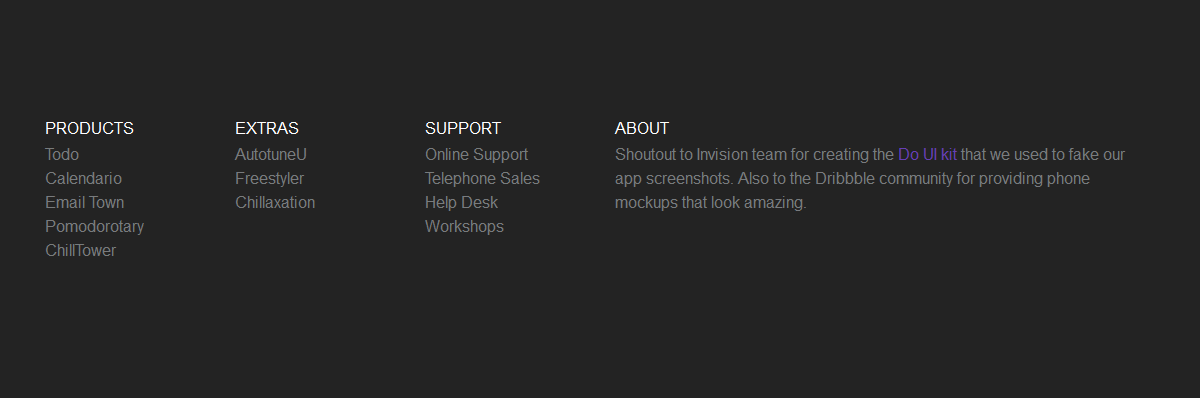 PRODUCTS
Todo
Calendario
Email Town
Pomodorotary
ChillTower
EXTRAS
AutotuneU
Freestyler
Chillaxation
SUPPORT
Online Support
Telephone Sales
Help Desk
Workshops
ABOUT
Shoutout to Invision team for creating the Do UI kit that we used to fake our
app screenshots. Also to the Dribbble community for providing phone
mockups that look amazing.